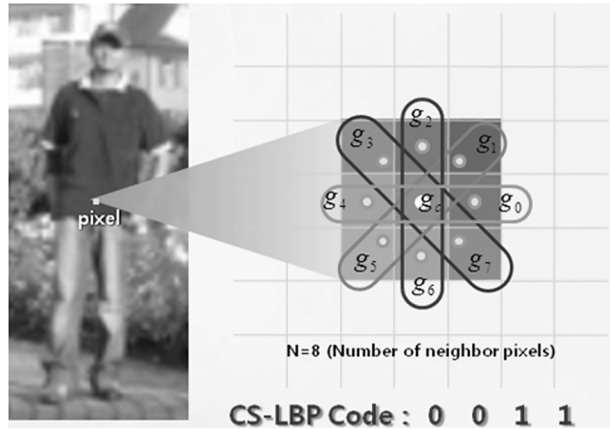 g2
g3 g1
g4 gc g0
pixel
g5 g7
g6
N=8 (Number of neighbor pixels)
CS-LBP Code : 0 0 1 1